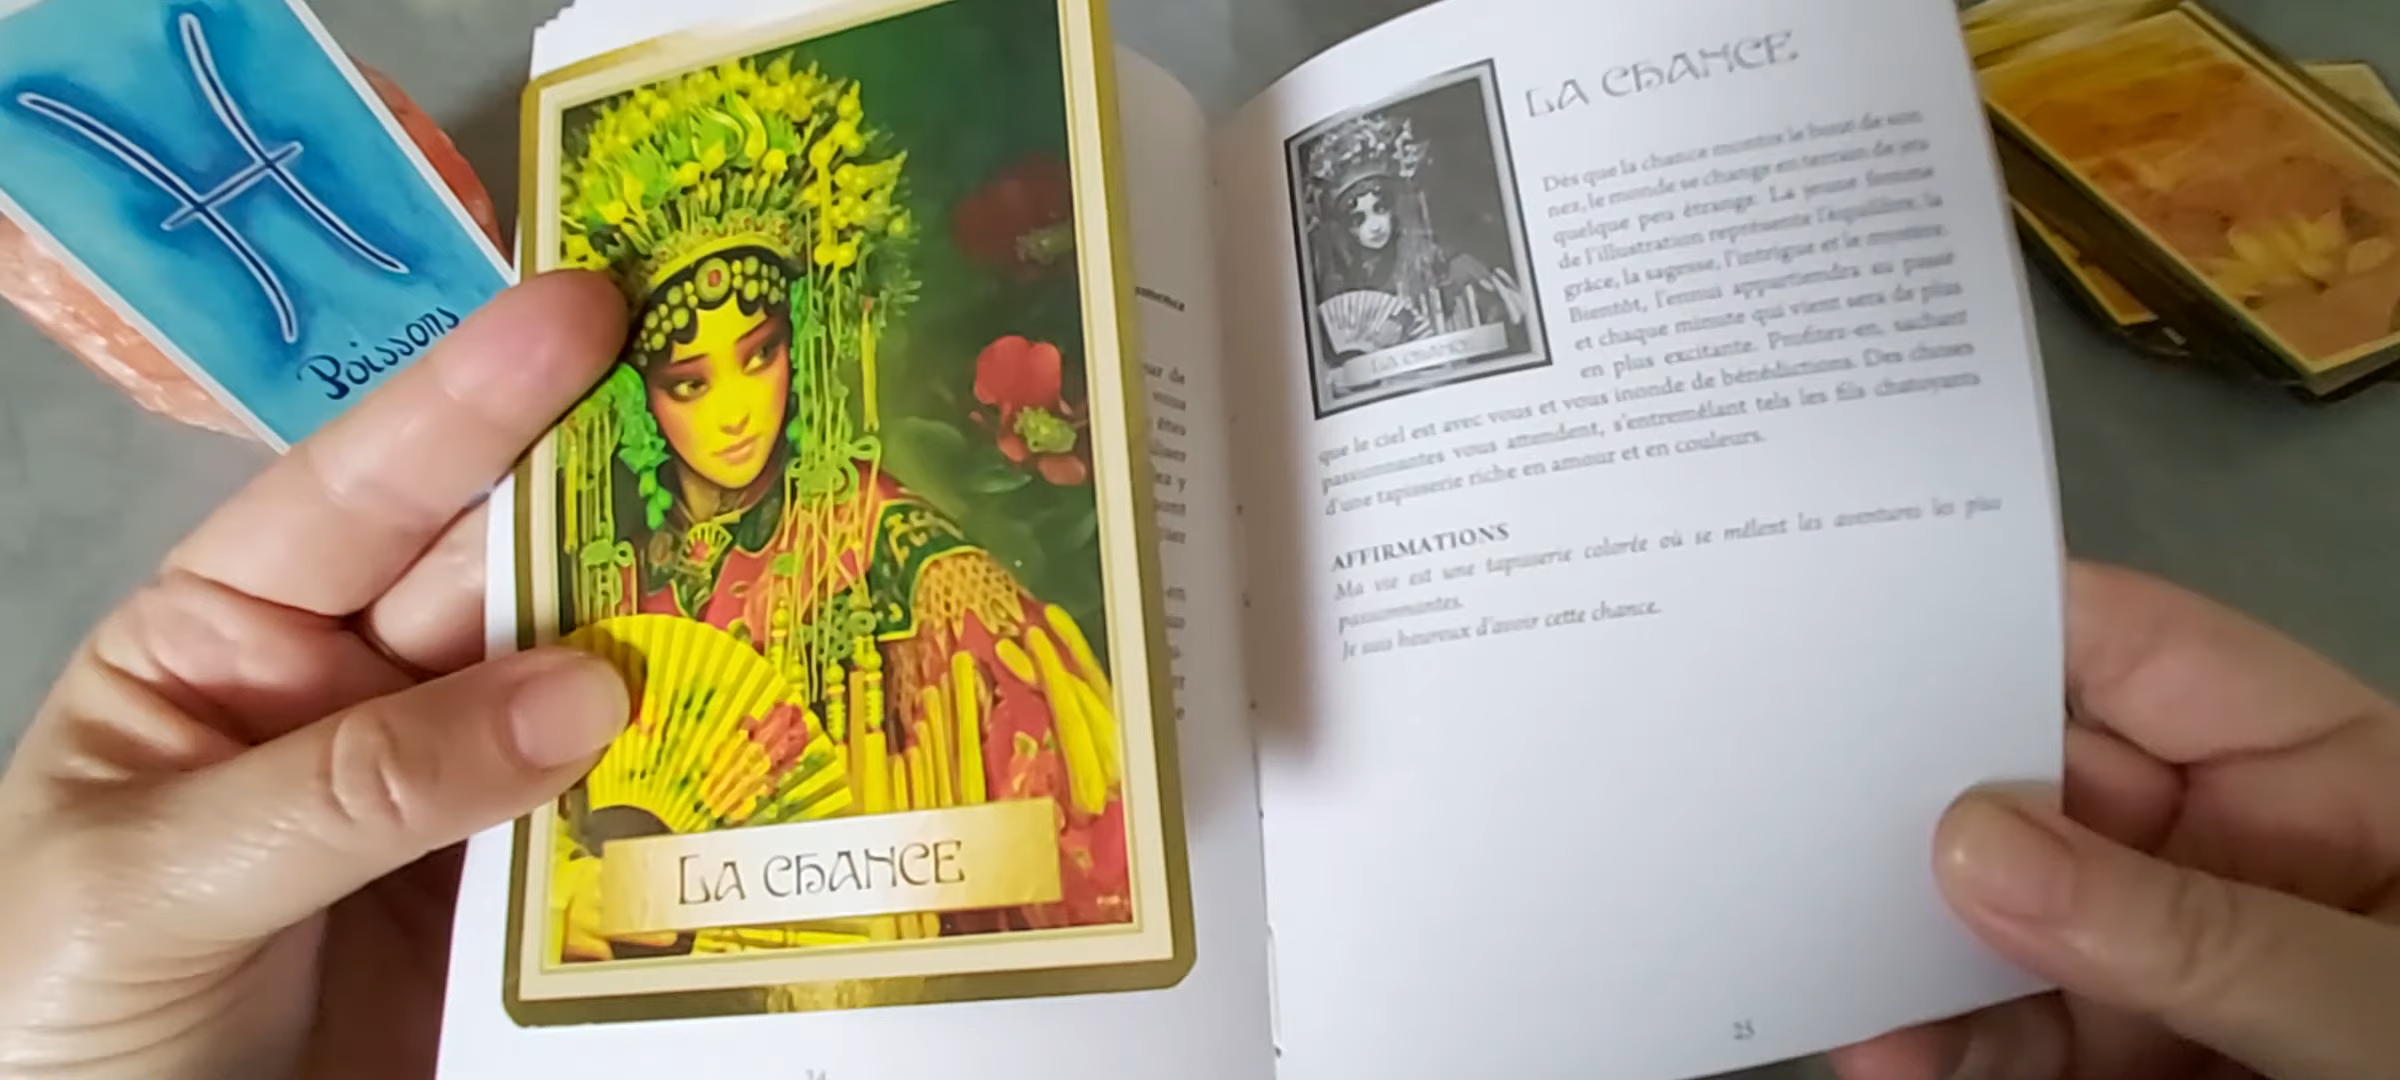 Poissons
LA CHANCE
LA CHANCE
Dès que la chance montre le bout de son
nez, le monde se change en terrain de jeu
quelque peu étrange. La jeune femme
de l'illustration représente l'équilibre, la
grâce, la sagesse, l'intrigue et le mystère.
Bientôt, l'ennui appartiendra au passé
et chaque minute qui vient sera de plus
en plus excitante. Profitez-en, sachant
LA CHANCE
que le ciel est avec vous et vous inonde de bénédictions. Des choses
passionnantes vous attendent, s'entremêlant tels les fils chatoyants
d'une tapisserie riche en amour et en couleurs.
AFFIRMATIONS
Ma vie est une tapisserie colorée où se mêlent les aventures les plus
passionnantes.
Je suis heureux d'avoir cette chance.
24
25